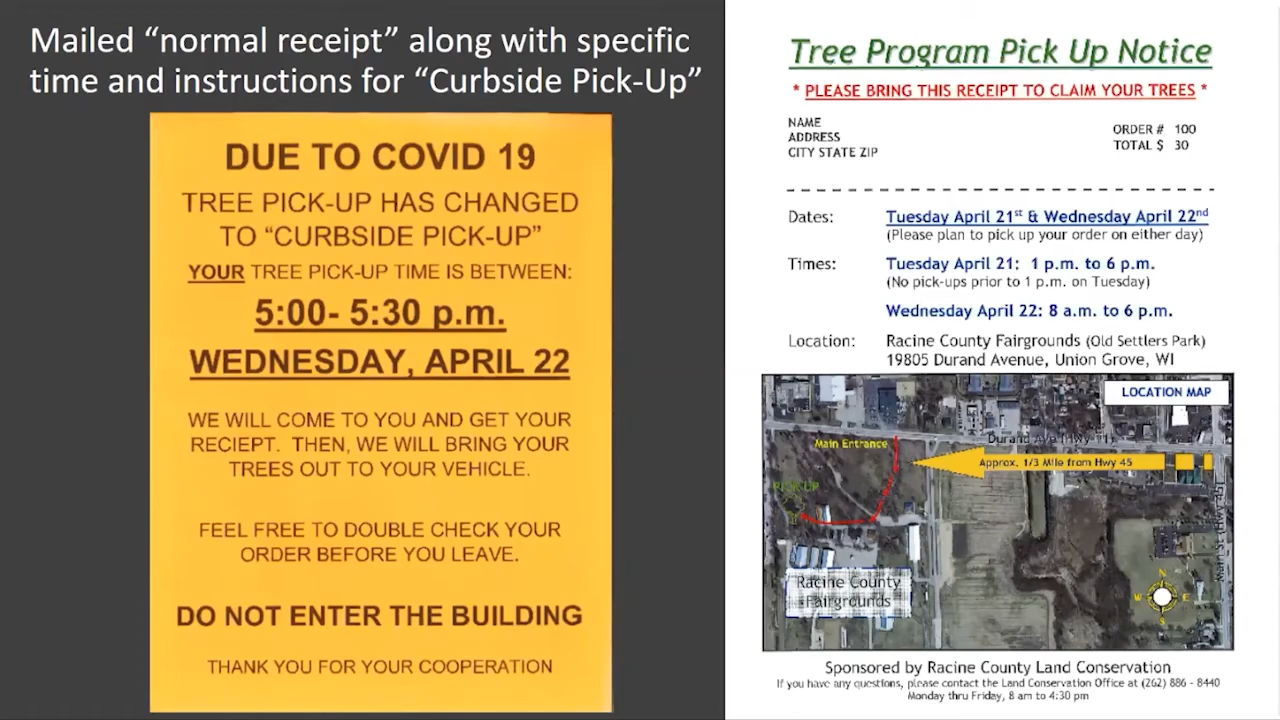 Mailed “normal receipt” along with specific
time and instructions for “Curbside Pick-Up”
DUE TO COVID 19
TREE PICK-UP HAS CHANGED
TO “CURBSIDE PICK-UP”
YOUR TREE PICK-UP TIME IS BETWEEN:
5:00- 5:30 p.m.
WEDNESDAY, APRIL 22
WE WILL COME TO YOU AND GET YOUR
RECIEPT. THEN, WE WILL BRING YOUR
TREES OUT TO YOUR VEHICLE.
FEEL FREE TO DOUBLE CHECK YOUR
ORDER BEFORE YOU LEAVE.
DO NOT ENTER THE BUILDING
THANK YOU FOR YOUR COOPERATION
Tree Program Pick Up Notice
* PLEASE BRING THIS RECEIPT TO CLAIM YOUR TREES *
NAME
ADDRESS
CITY STATE ZIP
ORDER # 100
TOTAL $ 30
Dates: Tuesday April 21st & Wednesday April 22nd
(Please plan to pick up your order on either day)
Times: Tuesday April 21: 1 p.m. to 6 p.m.
(No pick-ups prior to 1 p.m. on Tuesday)
Wednesday April 22: 8 a.m. to 6 p.m.
Location: Racine County Fairgrounds (Old Settlers Park)
19805 Durand Avenue, Union Grove, WI
LOCATION MAP
Main Entrance
Durand Ave (Hwy 11)
Approx. 1/3 Mile from Hwy 45
PICK-UP
Racine County
Fairgrounds
N
W E
S
Sponsored by Racine County Land Conservation
If you have any questions, please contact the Land Conservation Office at (262) 886 - 8440
Monday thru Friday, 8 am to 4:30 pm